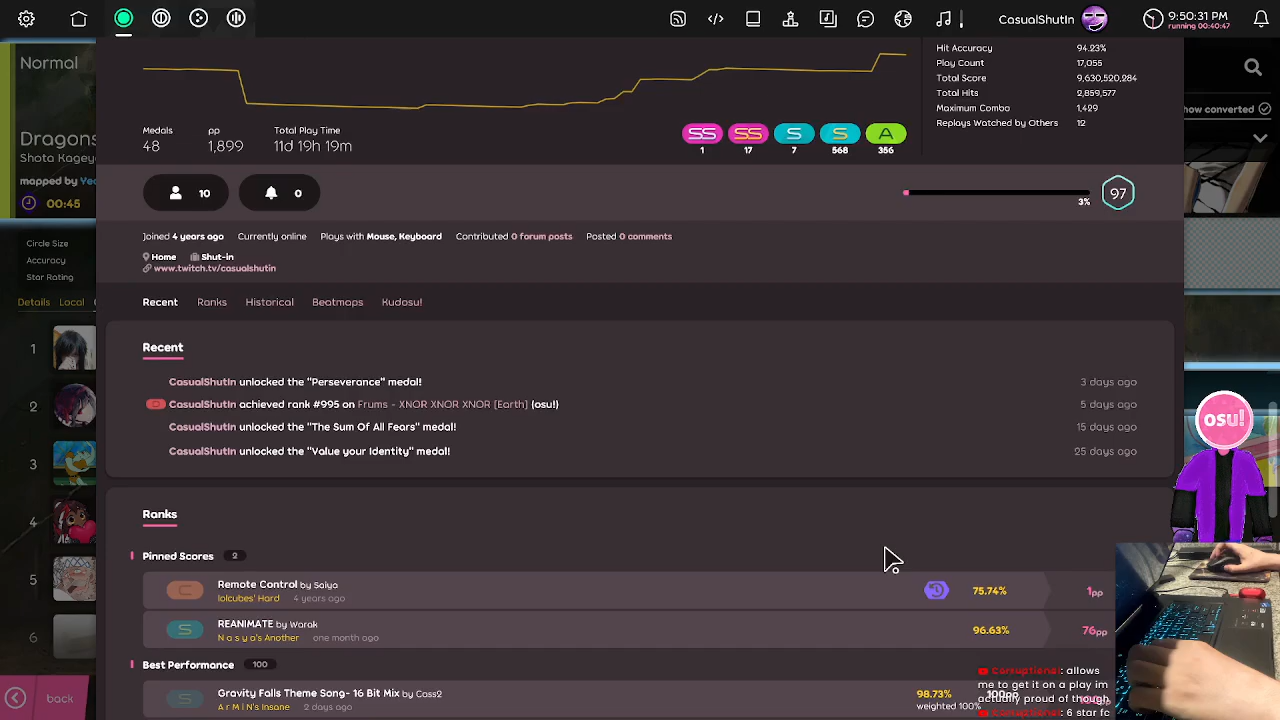 CasualShutIn
9:50:31 PM
running 00:40:47
Normal
Dragons
Shota Kagey
mapped by Yeo
00:45
Circle Size
Accuracy
Star Rating
Details Local
1
2
3
4
5
6
back
how converted
Hit Accuracy 94.23%
Play Count 17,055
Total Score 9,630,520,284
Total Hits 2,859,577
Maximum Combo 1,429
Replays Watched by Others 12
Medals pp Total Play Time
48 1,899 11d 19h 19m
SS SS S S A
1 17 7 568 356
10 0
97
3%
Joined 4 years ago Currently online Plays with Mouse, Keyboard Contributed 0 forum posts Posted 0 comments
Home Shut-in
www.twitch.tv/casualshutin
Recent Ranks Historical Beatmaps Kudosu!
Recent
CasualShutIn unlocked the "Perseverance" medal! 3 days ago
D CasualShutIn achieved rank #995 on Frums - XNOR XNOR XNOR [Earth] (osu!) 5 days ago
CasualShutIn unlocked the "The Sum Of All Fears" medal! 15 days ago
CasualShutIn unlocked the "Value your Identity" medal! 25 days ago
osu!
Ranks
Pinned Scores 2
C Remote Control by Saiya 75.74% 1pp
lolcubes' Hard 4 years ago
S REANIMATE by Warak 96.63% 76pp
N a s y a's Another one month ago
Best Performance 100
S Gravity Falls Theme Song- 16 Bit Mix by Cass2 98.73%
A r M i N's Insane 2 days ago weighted 100%
Corruptionel: allows
me to get it on a play im
actually proud of though
Corruptionel: 6 star fc